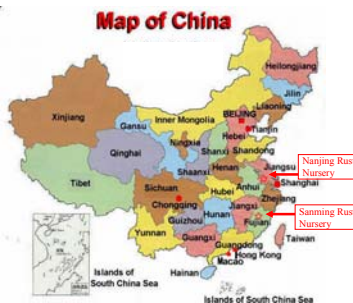 Map of China
Heilongjiang
Jilin
Liaoning
Inner Mongolia
BEIJING
Tianjin
Hebei
Xinjiang
Gansu
Ningxia
Shanxi
Shandong
Qinghai
Shaanxi
Henan
Jiangsu
Nanjing Rus
Nursery
Tibet
Sichuan
Hubei
Anhui
Shanghai
Chongqing
Zhejiang
Hunan
Jiangxi
Guizhou
Fujian
Sanming Rus
Nursery
Yunnan
Guangxi
Guangdong
Taiwan
Hong Kong
Macao
Hainan
Islands of
South China Sea
Islands of South China Sea